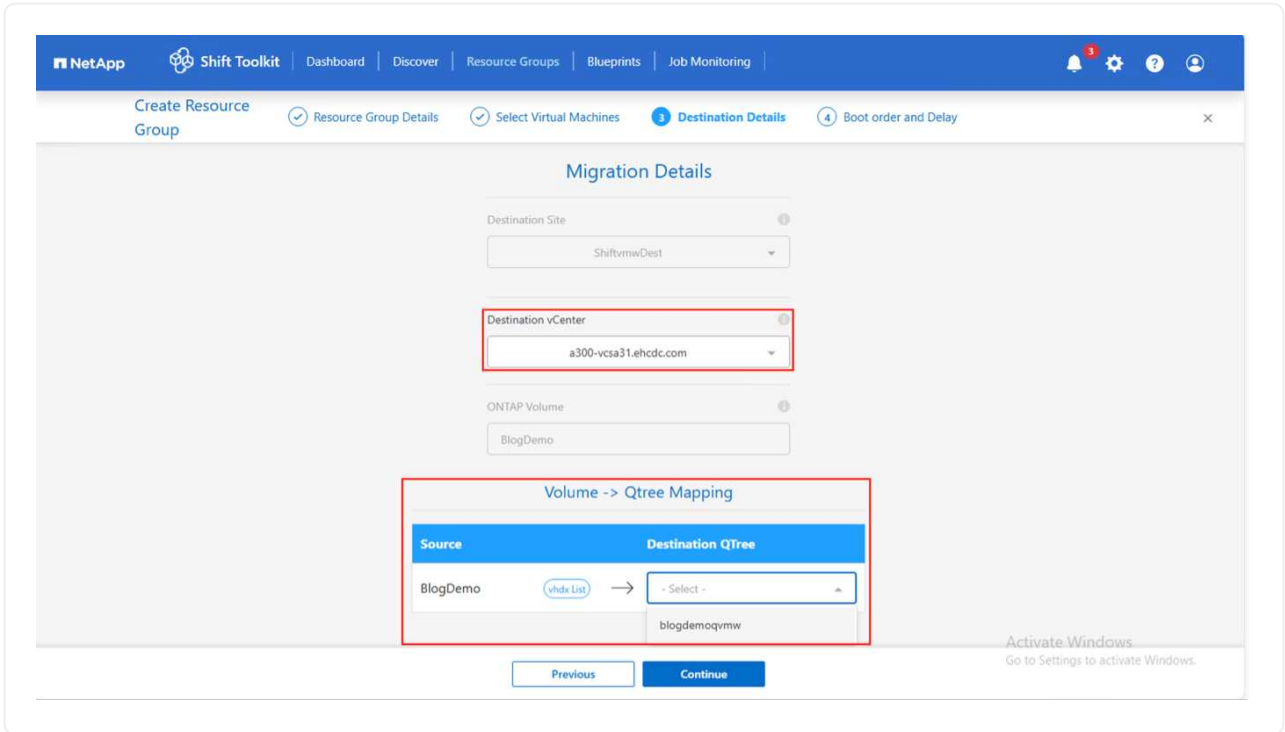 NetApp Shift Toolkit Dashboard Discover Resource Groups Blueprints Job Monitoring 3
Create Resource Group
Resource Group Details
Select Virtual Machines
3 Destination Details
4 Boot order and Delay
Migration Details
Destination Site
ShiftvmwDest
Destination vCenter
a300-vcsa31.ehcdc.com
ONTAP Volume
BlogDemo
Volume -> Qtree Mapping
Source Destination QTree
BlogDemo vhdx List - Select -
blogdemoqvmw
Activate Windows
Go to Settings to activate Windows.
Previous Continue